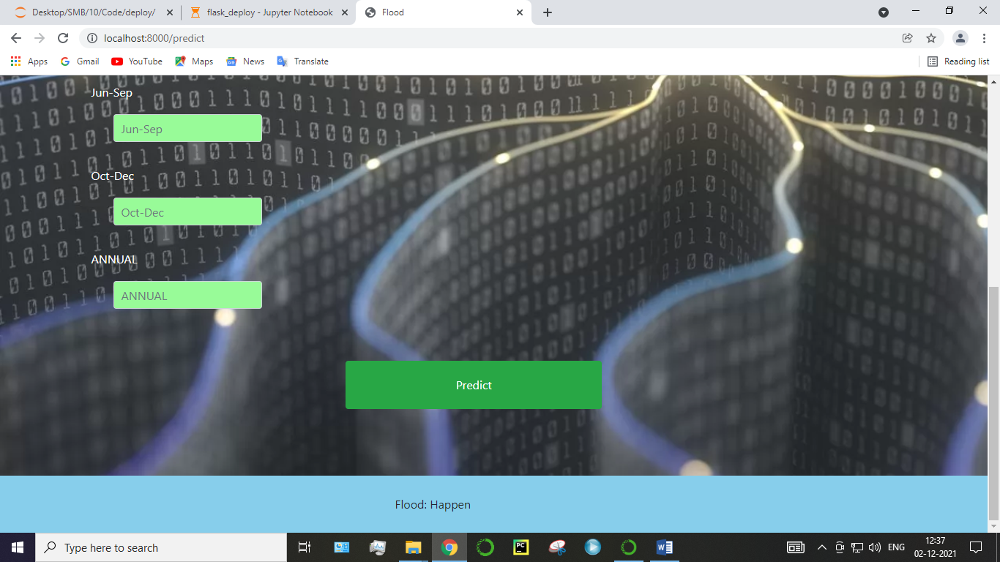 Desktop/SMB/10/Code/deploy/
flask_deploy - Jupyter Notebook
Flood
localhost:8000/predict
Apps
Gmail
YouTube
Maps
News
Translate
Reading list
Jun-Sep
Jun-Sep
Oct-Dec
Oct-Dec
ANNUAL
ANNUAL
Predict
Flood: Happen
Type here to search
PC
W
ENG
12:37
02-12-2021